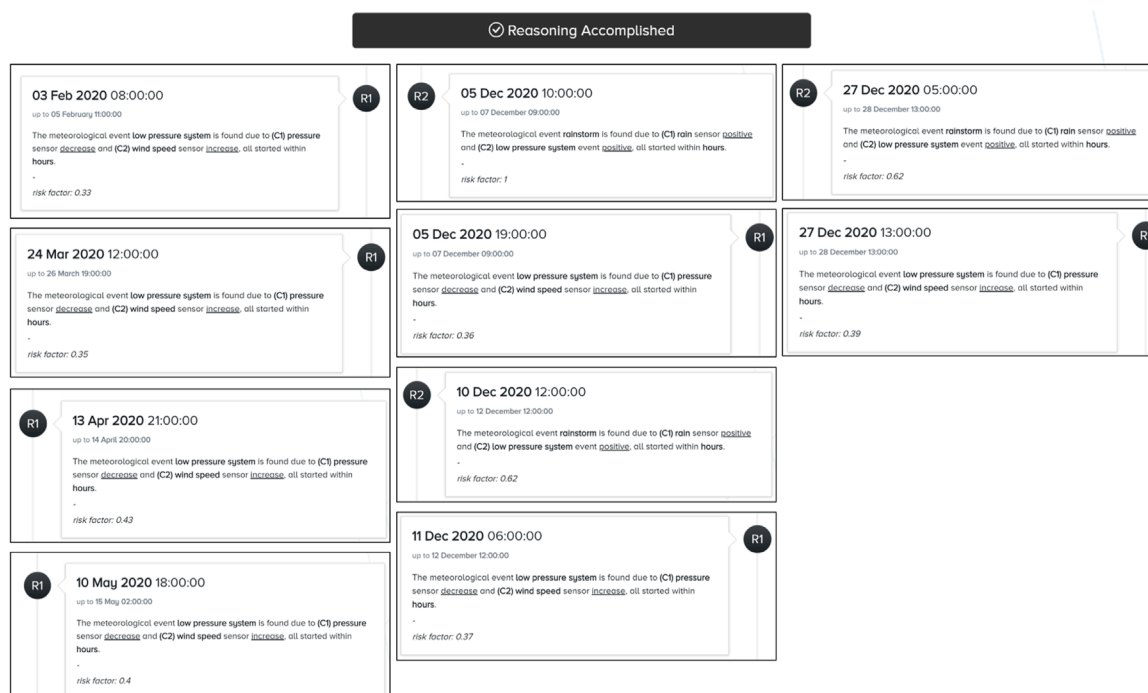 Reasoning Accomplished
03 Feb 2020 08:00:00
R1
up to 05 February 11:00:00
The meteorological event low pressure system is found due to (C1) pressure
sensor decrease and (C2) wind speed sensor increase, all started within
hours.
-
risk factor: 0.33
24 Mar 2020 12:00:00
R1
up to 26 March 19:00:00
The meteorological event low pressure system is found due to (C1) pressure
sensor decrease and (C2) wind speed sensor increase, all started within
hours.
-
risk factor: 0.35
R1
13 Apr 2020 21:00:00
up to 14 April 20:00:00
The meteorological event low pressure system is found due to (C1) pressure
sensor decrease and (C2) wind speed sensor increase, all started within
hours.
-
risk factor: 0.43
R1
10 May 2020 18:00:00
up to 15 May 02:00:00
The meteorological event low pressure system is found due to (C1) pressure
sensor decrease and (C2) wind speed sensor increase, all started within
hours.
-
risk factor: 0.4
R2
05 Dec 2020 10:00:00
up to 07 December 09:00:00
The meteorological event rainstorm is found due to (C1) rain sensor positive
and (C2) low pressure system event positive, all started within hours.
-
risk factor: 1
05 Dec 2020 19:00:00
R1
up to 07 December 09:00:00
The meteorological event low pressure system is found due to (C1) pressure
sensor decrease and (C2) wind speed sensor increase, all started within
hours.
-
risk factor: 0.36
R2
10 Dec 2020 12:00:00
up to 12 December 12:00:00
The meteorological event rainstorm is found due to (C1) rain sensor positive
and (C2) low pressure system event positive, all started within hours.
-
risk factor: 0.62
11 Dec 2020 06:00:00
R1
up to 12 December 12:00:00
The meteorological event low pressure system is found due to (C1) pressure
sensor decrease and (C2) wind speed sensor increase, all started within
hours.
-
risk factor: 0.37
R2
27 Dec 2020 05:00:00
up to 28 December 13:00:00
The meteorological event rainstorm is found due to (C1) rain sensor positive
and (C2) low pressure system event positive, all started within hours.
-
risk factor: 0.62
27 Dec 2020 13:00:00
R
up to 28 December 13:00:00
The meteorological event low pressure system is found due to (C1) pressure
sensor decrease and (C2) wind speed sensor increase, all started within
hours.
-
risk factor: 0.39